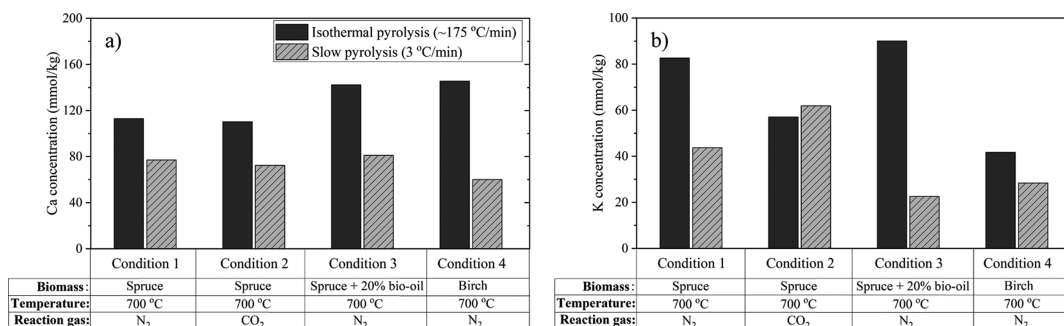 a)
Isothermal pyrolysis (~175 °C/min)
Slow pyrolysis (3 °C/min)
Ca concentration (mmol/kg)
200
160
120
80
40
0
Condition 1 Condition 2 Condition 3 Condition 4
Biomass: Spruce Spruce Spruce + 20% bio-oil Birch
Temperature: 700 °C 700 °C 700 °C 700 °C
Reaction gas: N₂ CO₂ N₂ N₂
b)
K concentration (mmol/kg)
100
80
60
40
20
0
Condition 1 Condition 2 Condition 3 Condition 4
Biomass: Spruce Spruce Spruce + 20% bio-oil Birch
Temperature: 700 °C 700 °C 700 °C 700 °C
Reaction gas: N₂ CO₂ N₂ N₂